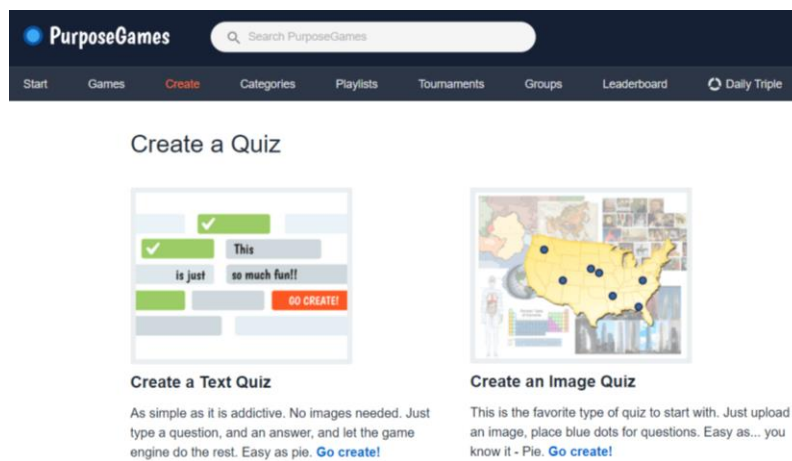 PurposeGames
Search PurposeGames
Start Games Create Categories Playlists Tournaments Groups Leaderboard Daily Triple
Create a Quiz
This
is just so much fun!!
GO CREATE!
Create a Text Quiz
As simple as it is addictive. No images needed. Just
type a question, and an answer, and let the game
engine do the rest. Easy as pie. Go create!
Create an Image Quiz
This is the favorite type of quiz to start with. Just upload
an image, place blue dots for questions. Easy as... you
know it - Pie. Go create!